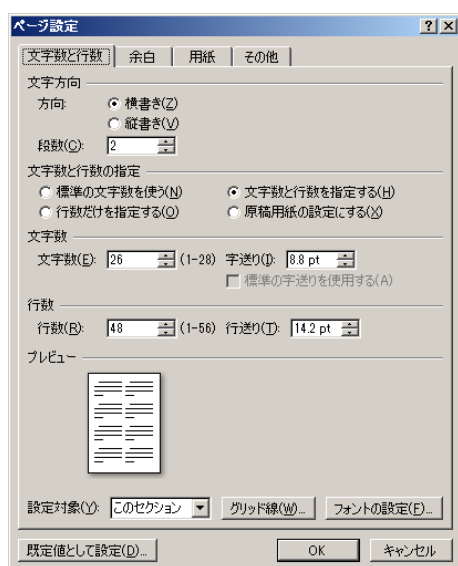 ページ設定
文字数と行数 余白 用紙 その他
文字方向
方向: 横書き(Z)
縦書き(V)
段数(C): 2
文字数と行数の指定
標準の文字数を使う(N) 文字数と行数を指定する(H)
行数だけを指定する(O) 原稿用紙の設定にする(X)
文字数
文字数(E): 26 (1-28) 字送り(I): 8.8 pt
標準の字送りを使用する(A)
行数
行数(R): 48 (1-56) 行送り(T): 14.2 pt
プレビュー
設定対象(Y): このセクション グリッド線(W)... フォントの設定(F)...
既定値として設定(D)... OK キャンセル